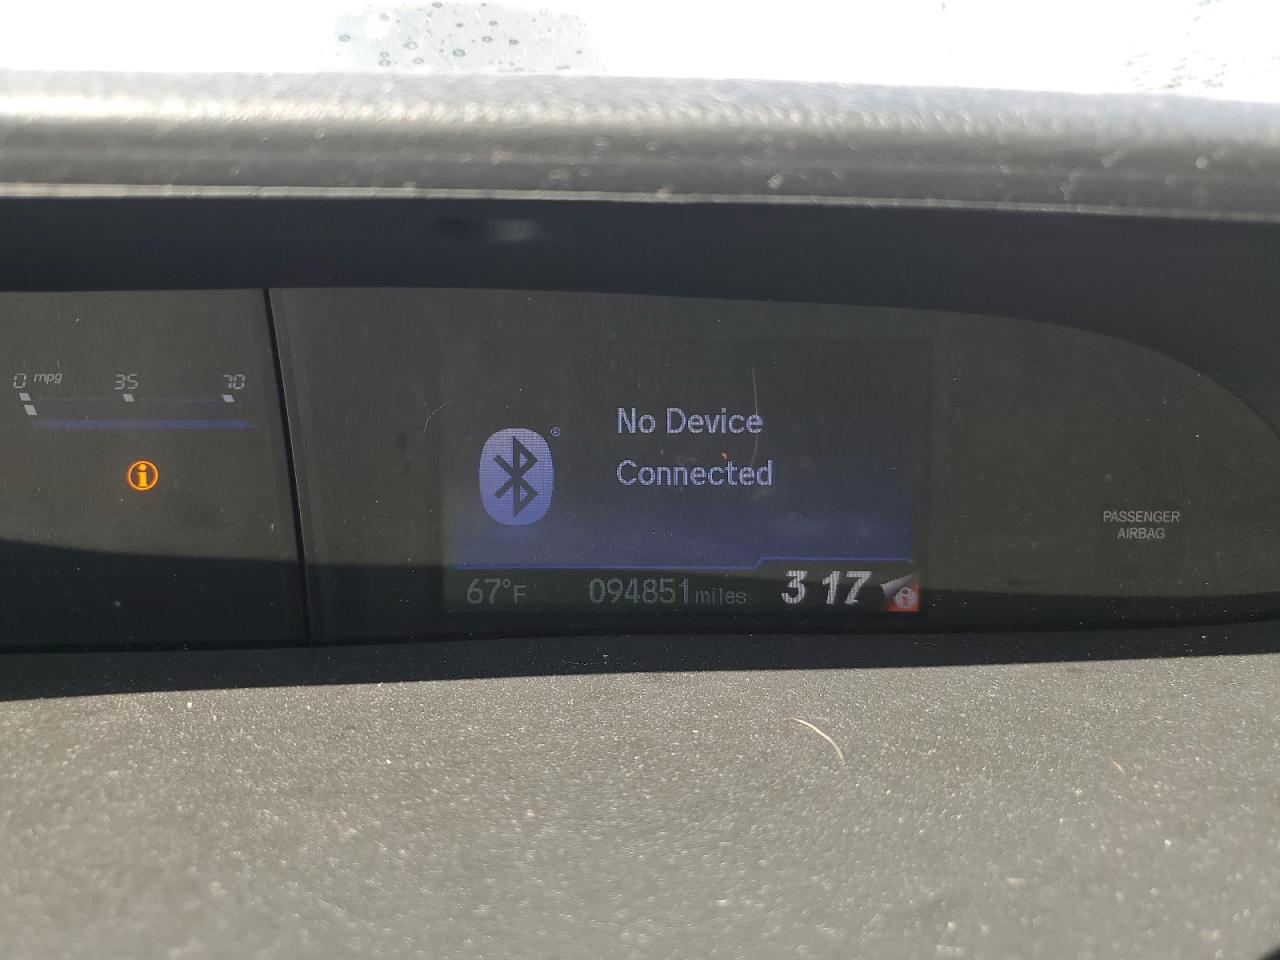 0 mpg 35 70
i
No Device
Connected
®
PASSENGER
AIRBAG
67°F 094851 miles 3 17 i